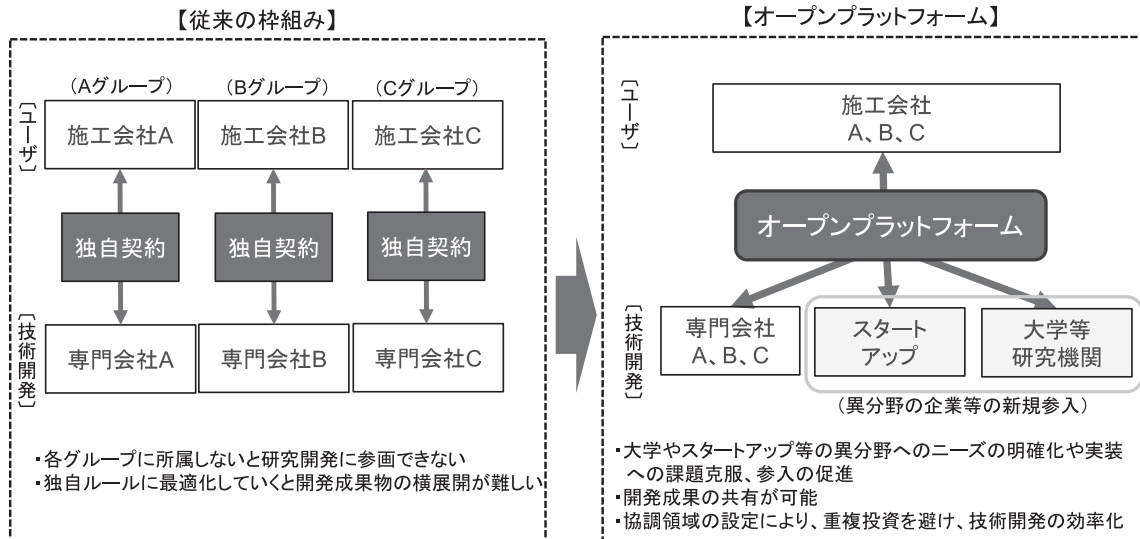 【従来の枠組み】
(Aグループ)
(Bグループ)
(Cグループ)
[ユーザ]
施工会社A
施工会社B
施工会社C
独自契約
独自契約
独自契約
[技術開発]
専門会社A
専門会社B
専門会社C
・各グループに所属しないと研究開発に参画できない
・独自ルールに最適化していくと開発成果物の横展開が難しい
【オープンプラットフォーム】
[ユーザ]
施工会社
A、B、C
オープンプラットフォーム
[技術開発]
専門会社
A、B、C
スタート
アップ
大学等
研究機関
(異分野の企業等の新規参入)
・大学やスタートアップ等の異分野へのニーズの明確化や実装
への課題克服、参入の促進
・開発成果の共有が可能
・協調領域の設定により、重複投資を避け、技術開発の効率化